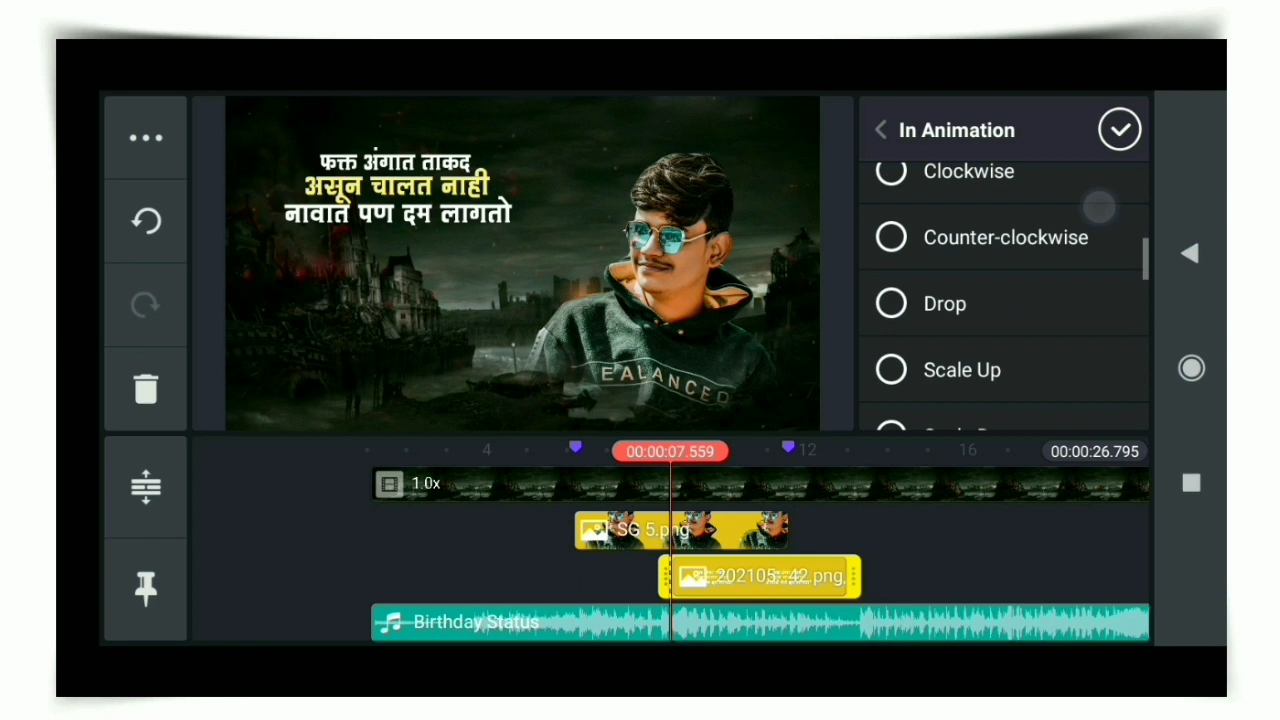 In Animation
Clockwise
Counter-clockwise
Drop
Scale Up
फक्त अंगात ताकद
असून चालत नाही
नावात पण दम लागतो
EALANCED
4
00:00:07.559
12
16
00:00:26.795
1.0x
SG 5.png
202105 42.png
Birthday Status